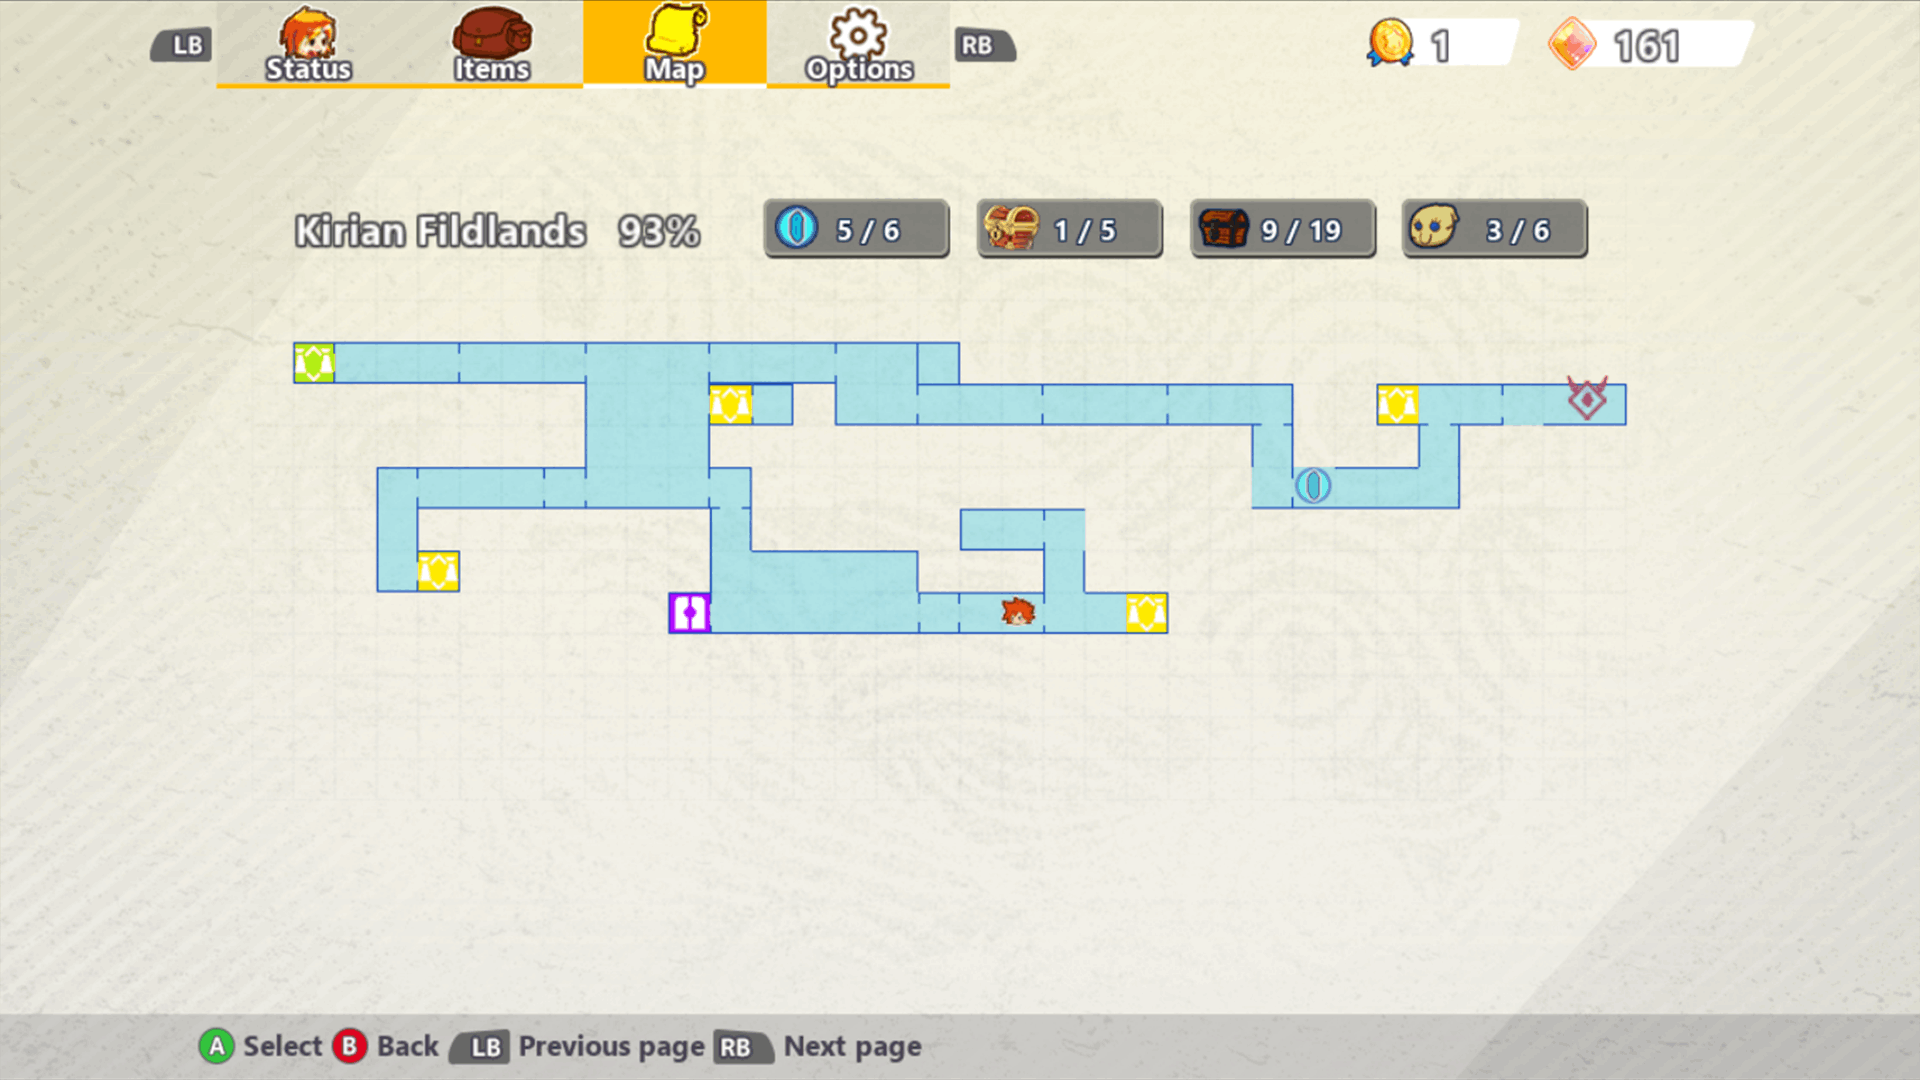 LB Status Items Map Options RB 1 161
Kirian Fildlands 93% 5 / 6 1 / 5 9 / 19 3 / 6
A Select B Back LB Previous page RB Next page